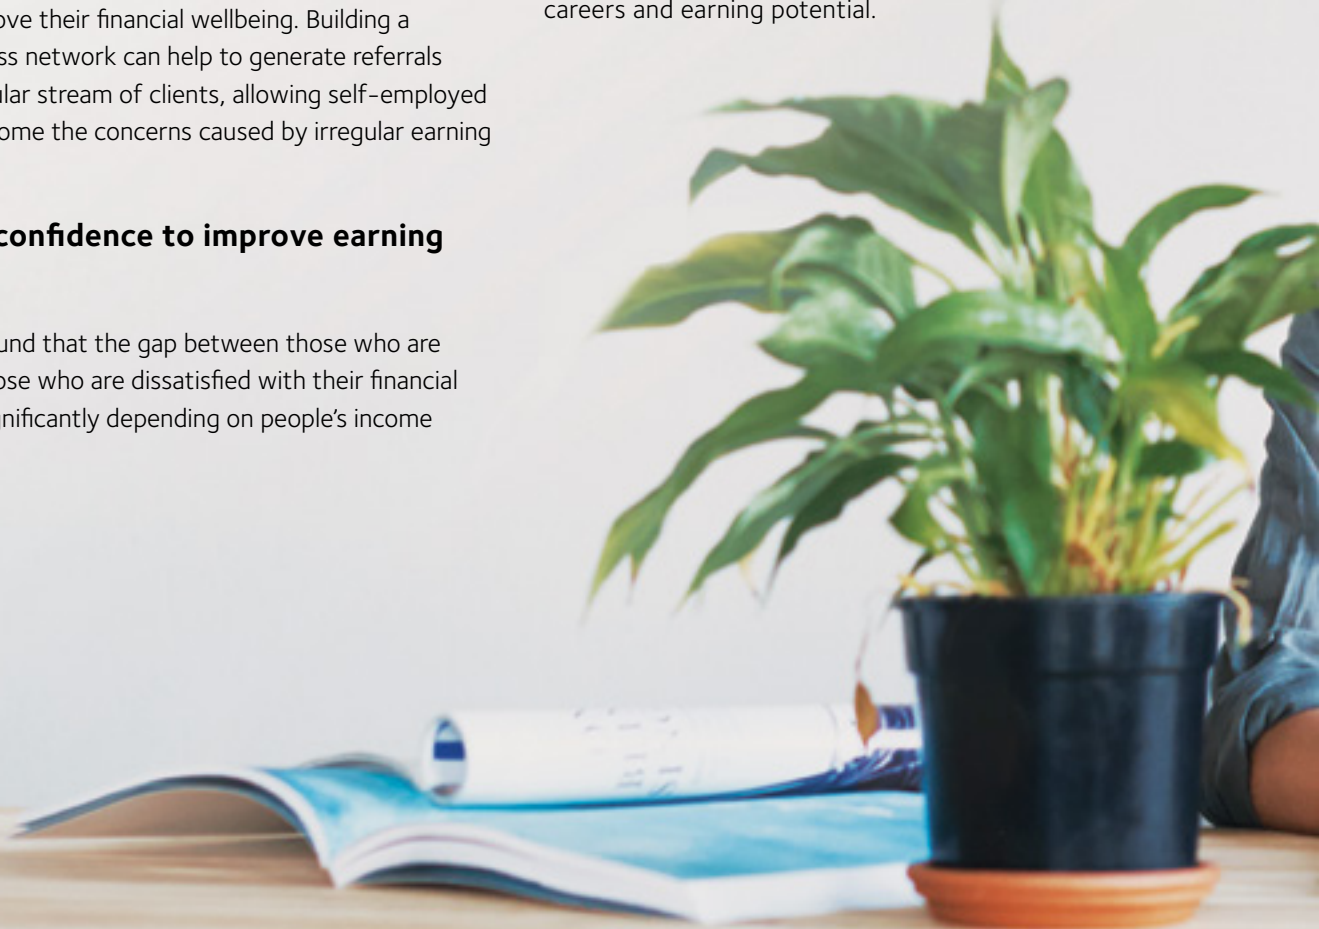 ove their financial wellbeing. Building a
ss network can help to generate referrals
ular stream of clients, allowing self-employed
ome the concerns caused by irregular earning
confidence to improve earning
und that the gap between those who are
ose who are dissatisfied with their financial
gnificantly depending on people’s income
careers and earning potential.